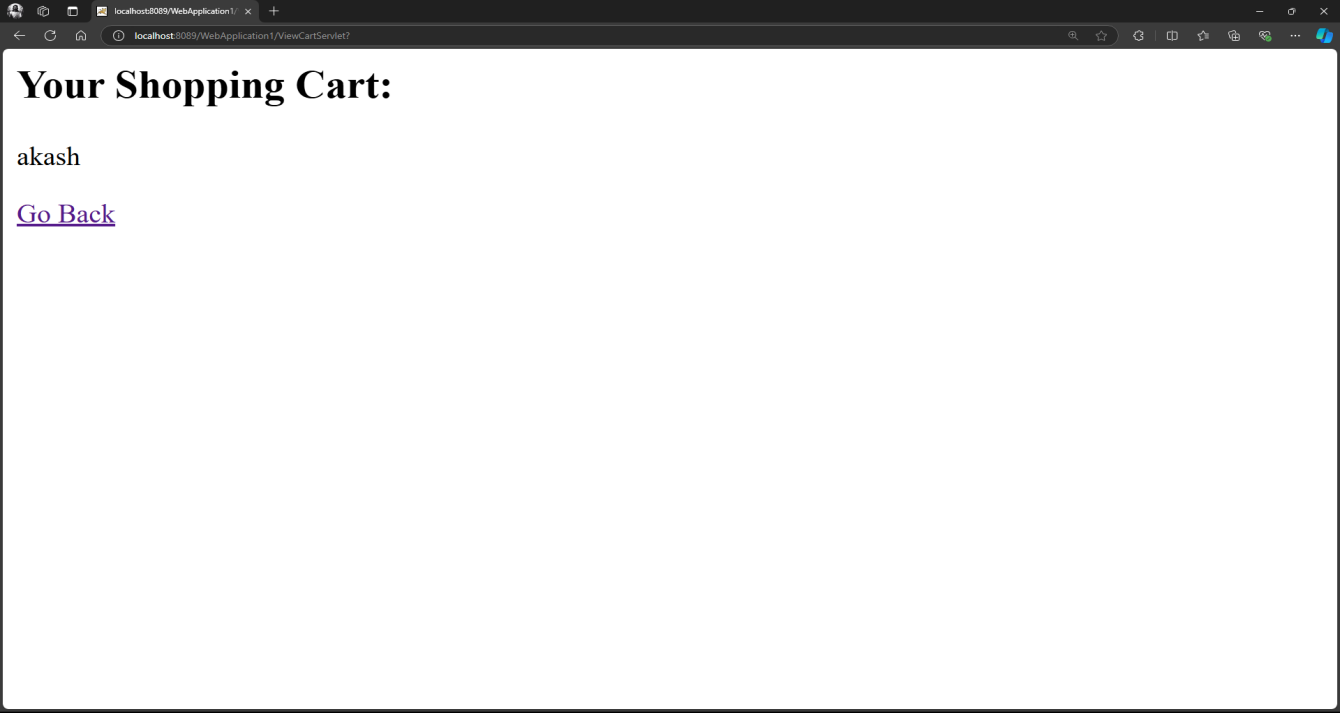 localhost:8089/WebApplication1/
localhost:8089/WebApplication1/ViewCartServlet?
Your Shopping Cart:
akash
Go Back